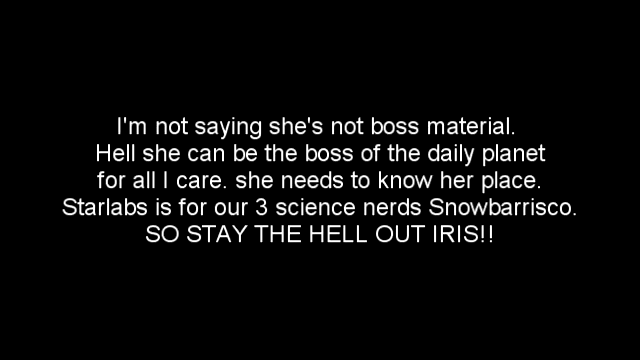 I'm not saying she's not boss material.
Hell she can be the boss of the daily planet
for all I care. she needs to know her place.
Starlabs is for our 3 science nerds Snowbarrisco.
SO STAY THE HELL OUT IRIS!!